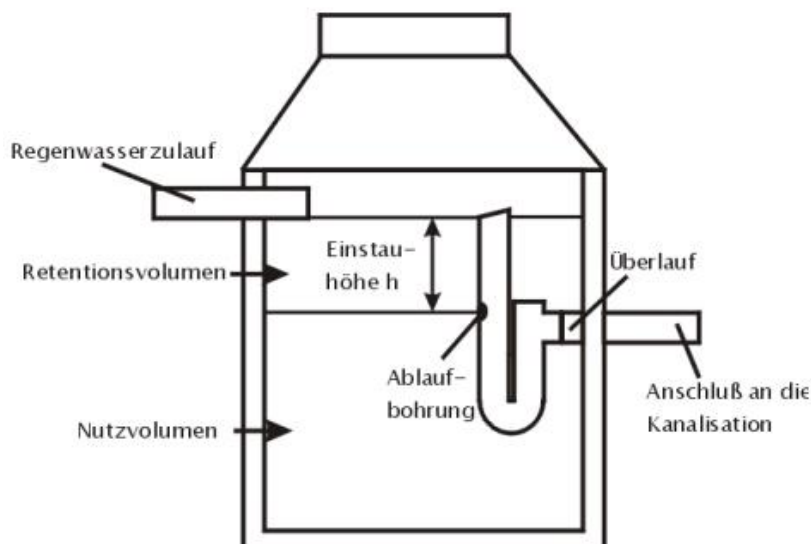 Regenwasserzulauf
Einstau-
höhe h
Retentionsvolumen
Überlauf
Ablauf-
bohrung
Anschluß an die
Kanalisation
Nutzvolumen